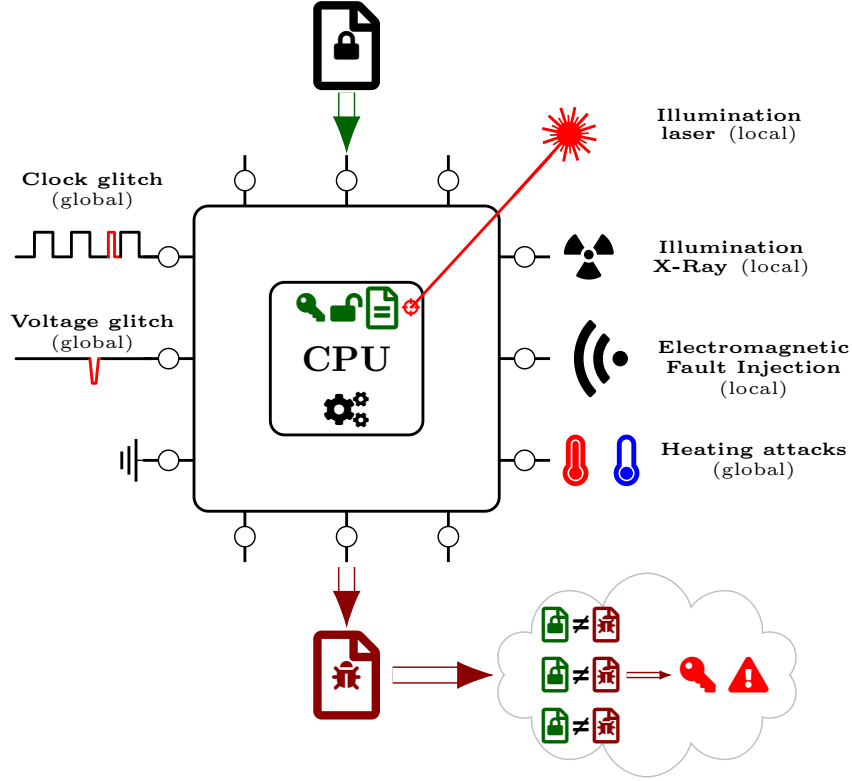 Illumination
laser (local)
Clock glitch
(global)
Illumination
X-Ray (local)
Voltage glitch
(global)
CPU
Electromagnetic
Fault Injection
(local)
Heating attacks
(global)
≠
≠
≠